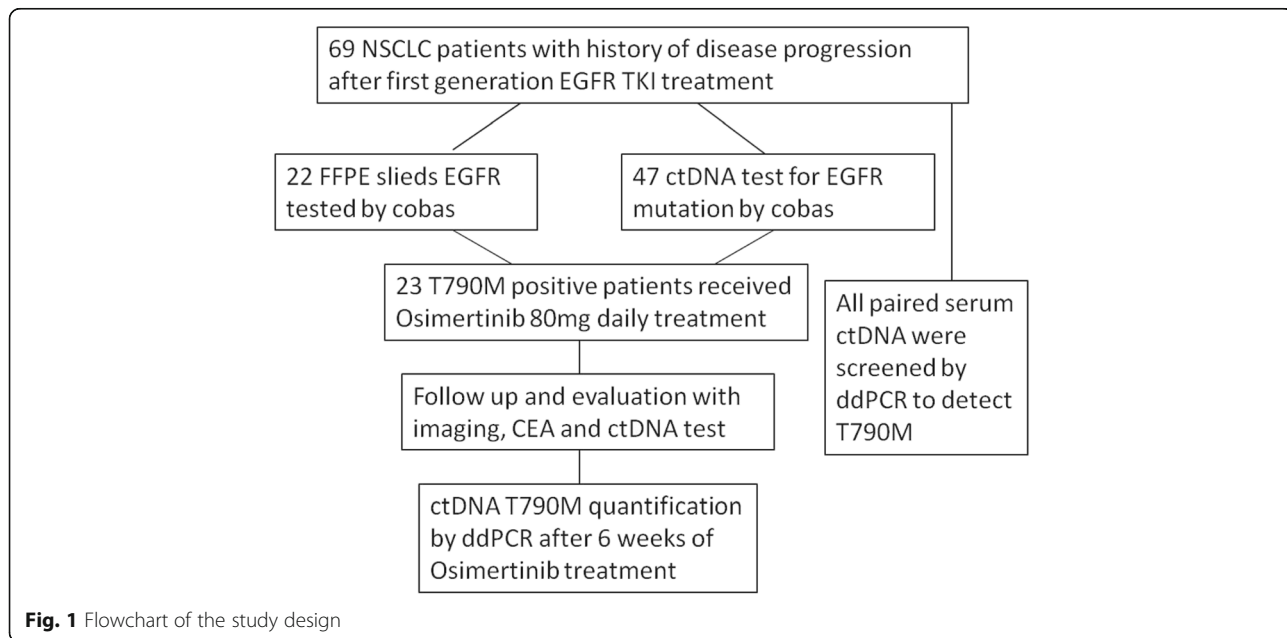 69 NSCLC patients with history of disease progression
after first generation EGFR TKI treatment
22 FFPE slieds EGFR
tested by cobas
47 ctDNA test for EGFR
mutation by cobas
23 T790M positive patients received
Osimertinib 80mg daily treatment
All paired serum
ctDNA were
screened by
ddPCR to detect
T790M
Follow up and evaluation with
imaging, CEA and ctDNA test
ctDNA T790M quantification
by ddPCR after 6 weeks of
Osimertinib treatment
Fig. 1 Flowchart of the study design